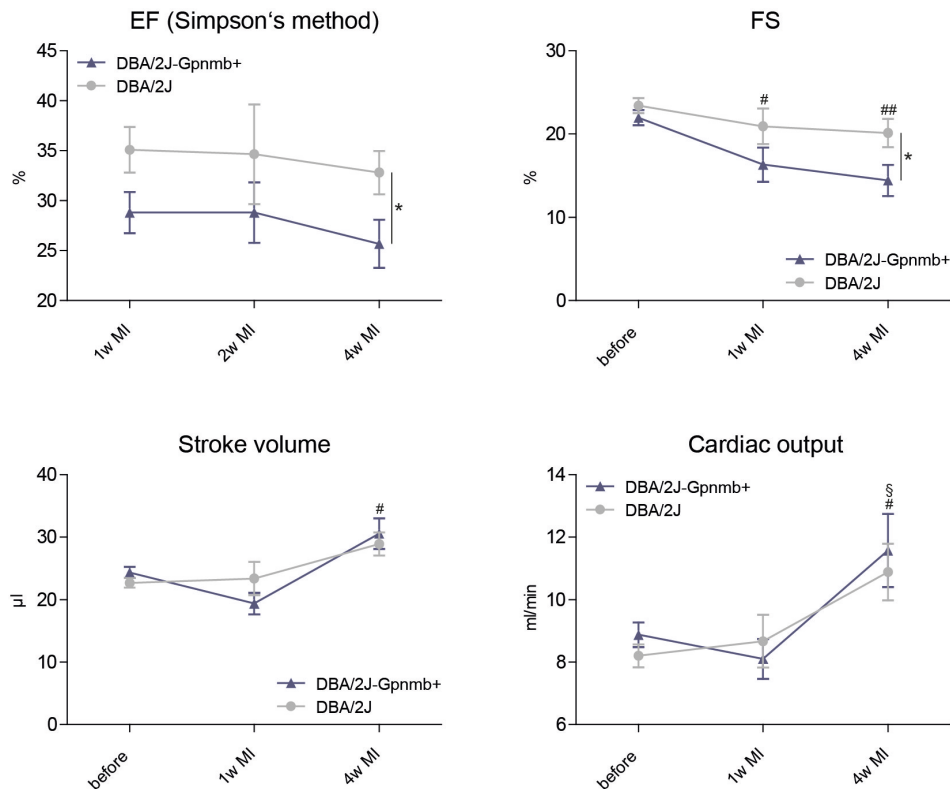 EF (Simpson‘s method)
45
40
35
30
25
20
%
DBA/2J-Gpnmb+
DBA/2J
*
1w MI
2w MI
4w MI
FS
30
20
10
0
%
#
##
*
DBA/2J-Gpnmb+
DBA/2J
before
1w MI
4w MI
Stroke volume
40
30
20
10
0
µl
#
DBA/2J-Gpnmb+
DBA/2J
before
1w MI
4w MI
Cardiac output
14
12
10
8
6
ml/min
DBA/2J-Gpnmb+
DBA/2J
§
#
before
1w MI
4w MI